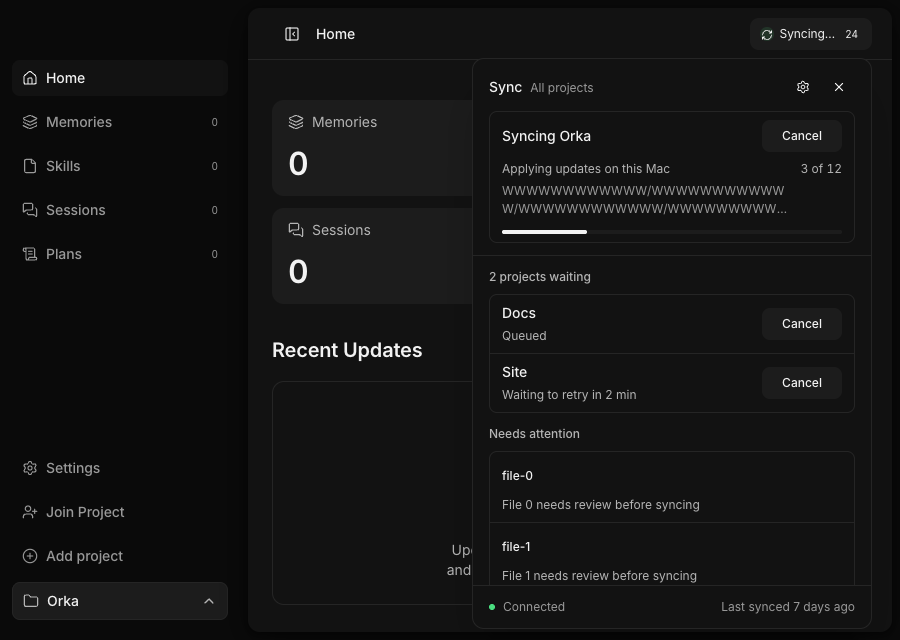 Home
Syncing... 24
Home
Memories 0
Skills 0
Sessions 0
Plans 0
Settings
Join Project
Add project
Orka
Memories
0
Sessions
0
Recent Updates
and
Sync All projects
Syncing Orka
Cancel
Applying updates on this Mac 3 of 12
WWWWWWWWWWWW/WWWWWWWWWWW
W/WWWWWWWWWWWW/WWWWWWWWW...
2 projects waiting
Docs
Queued
Cancel
Site
Waiting to retry in 2 min
Cancel
Needs attention
file-0
File 0 needs review before syncing
file-1
File 1 needs review before syncing
Connected
Last synced 7 days ago